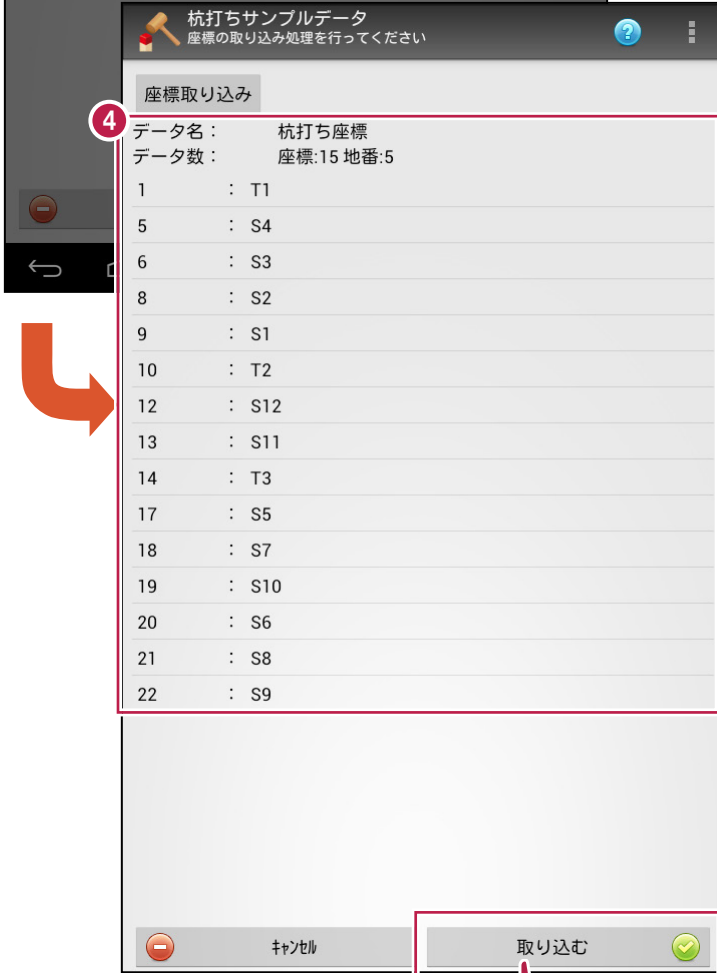 杭打ちサンプルデータ
座標の取り込み処理を行ってください
?
座標取り込み
4
データ名： 杭打ち座標
データ数： 座標:15 地番:5
1 : T1
5 : S4
6 : S3
8 : S2
9 : S1
10 : T2
12 : S12
13 : S11
14 : T3
17 : S5
18 : S7
19 : S10
20 : S6
21 : S8
22 : S9
ｷｬﾝｾﾙ 取り込む